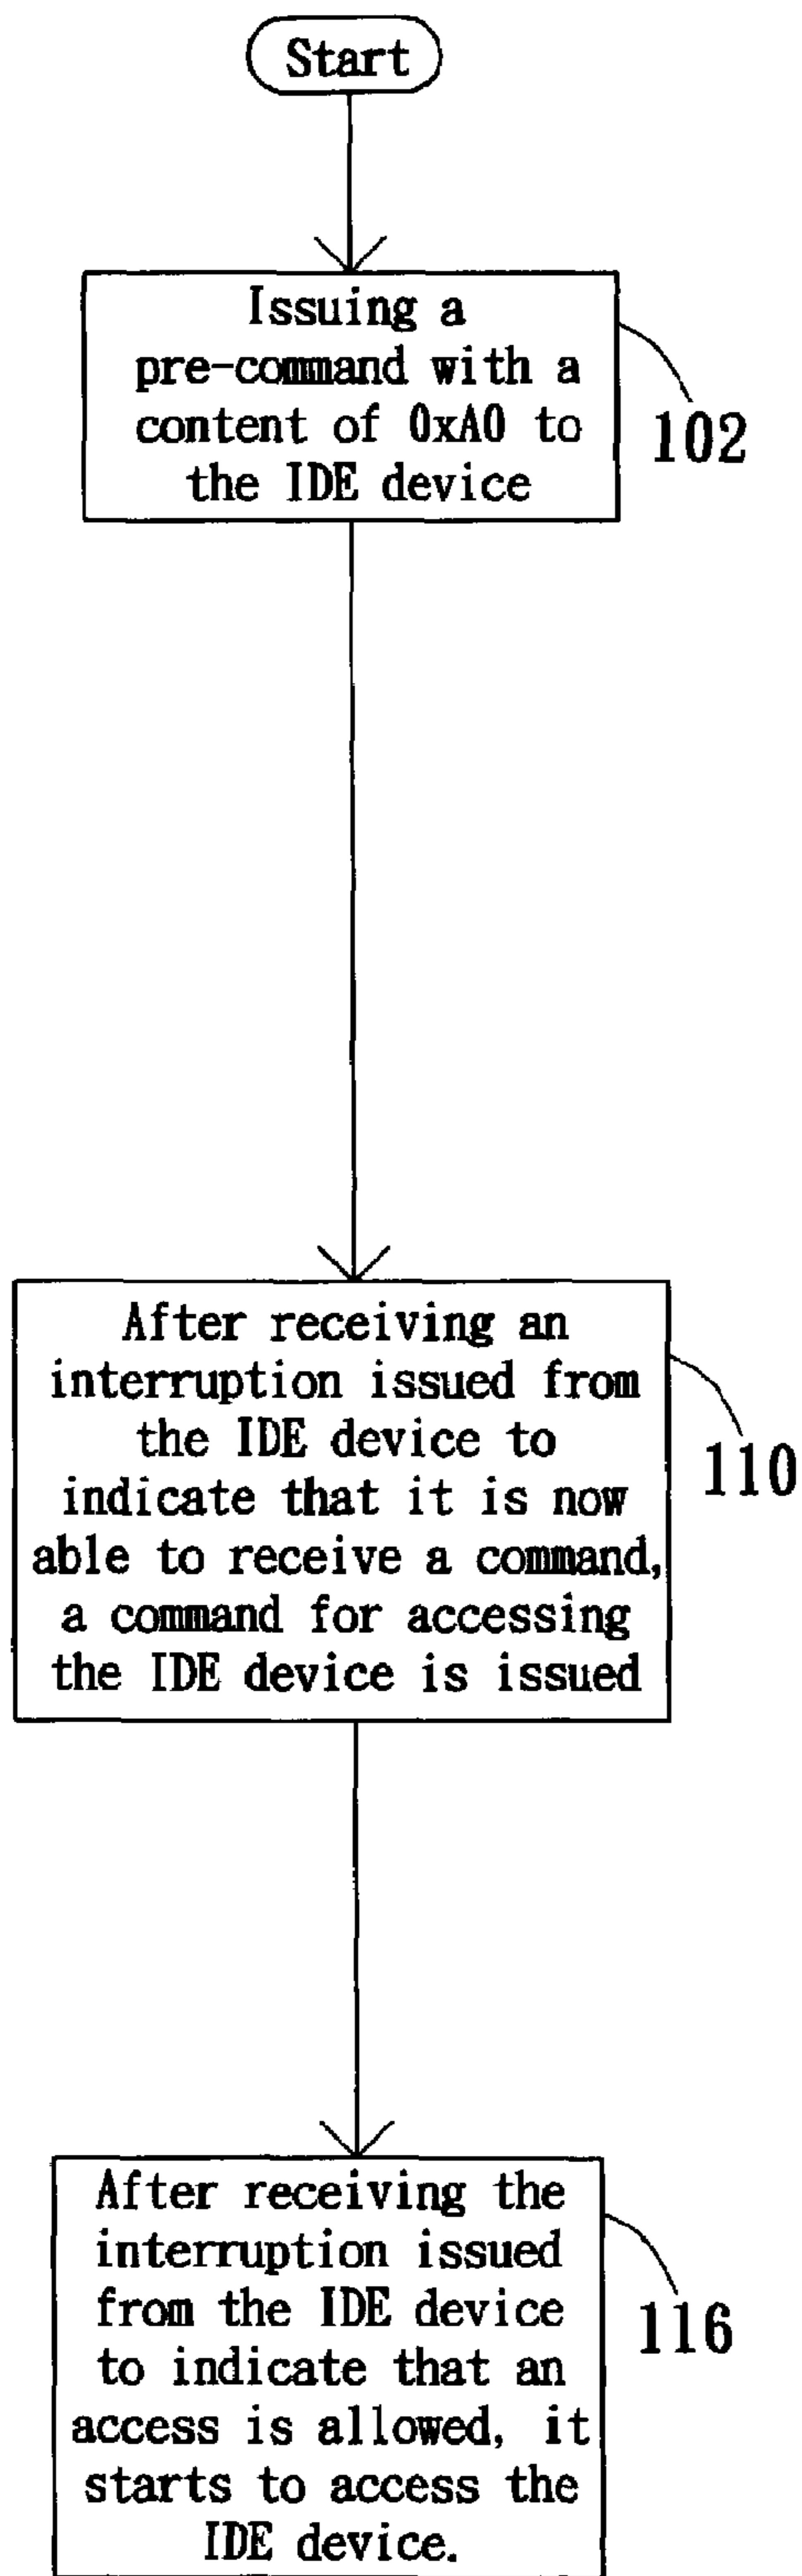 Start
Issuing a
pre-command with a
content of 0xA0 to
the IDE device
102
After receiving an
interruption issued from
the IDE device to
indicate that it is now
able to receive a command,
a command for accessing
the IDE device is issued
110
After receiving the
interruption issued
from the IDE device
to indicate that an
access is allowed, it
starts to access the
IDE device.
116